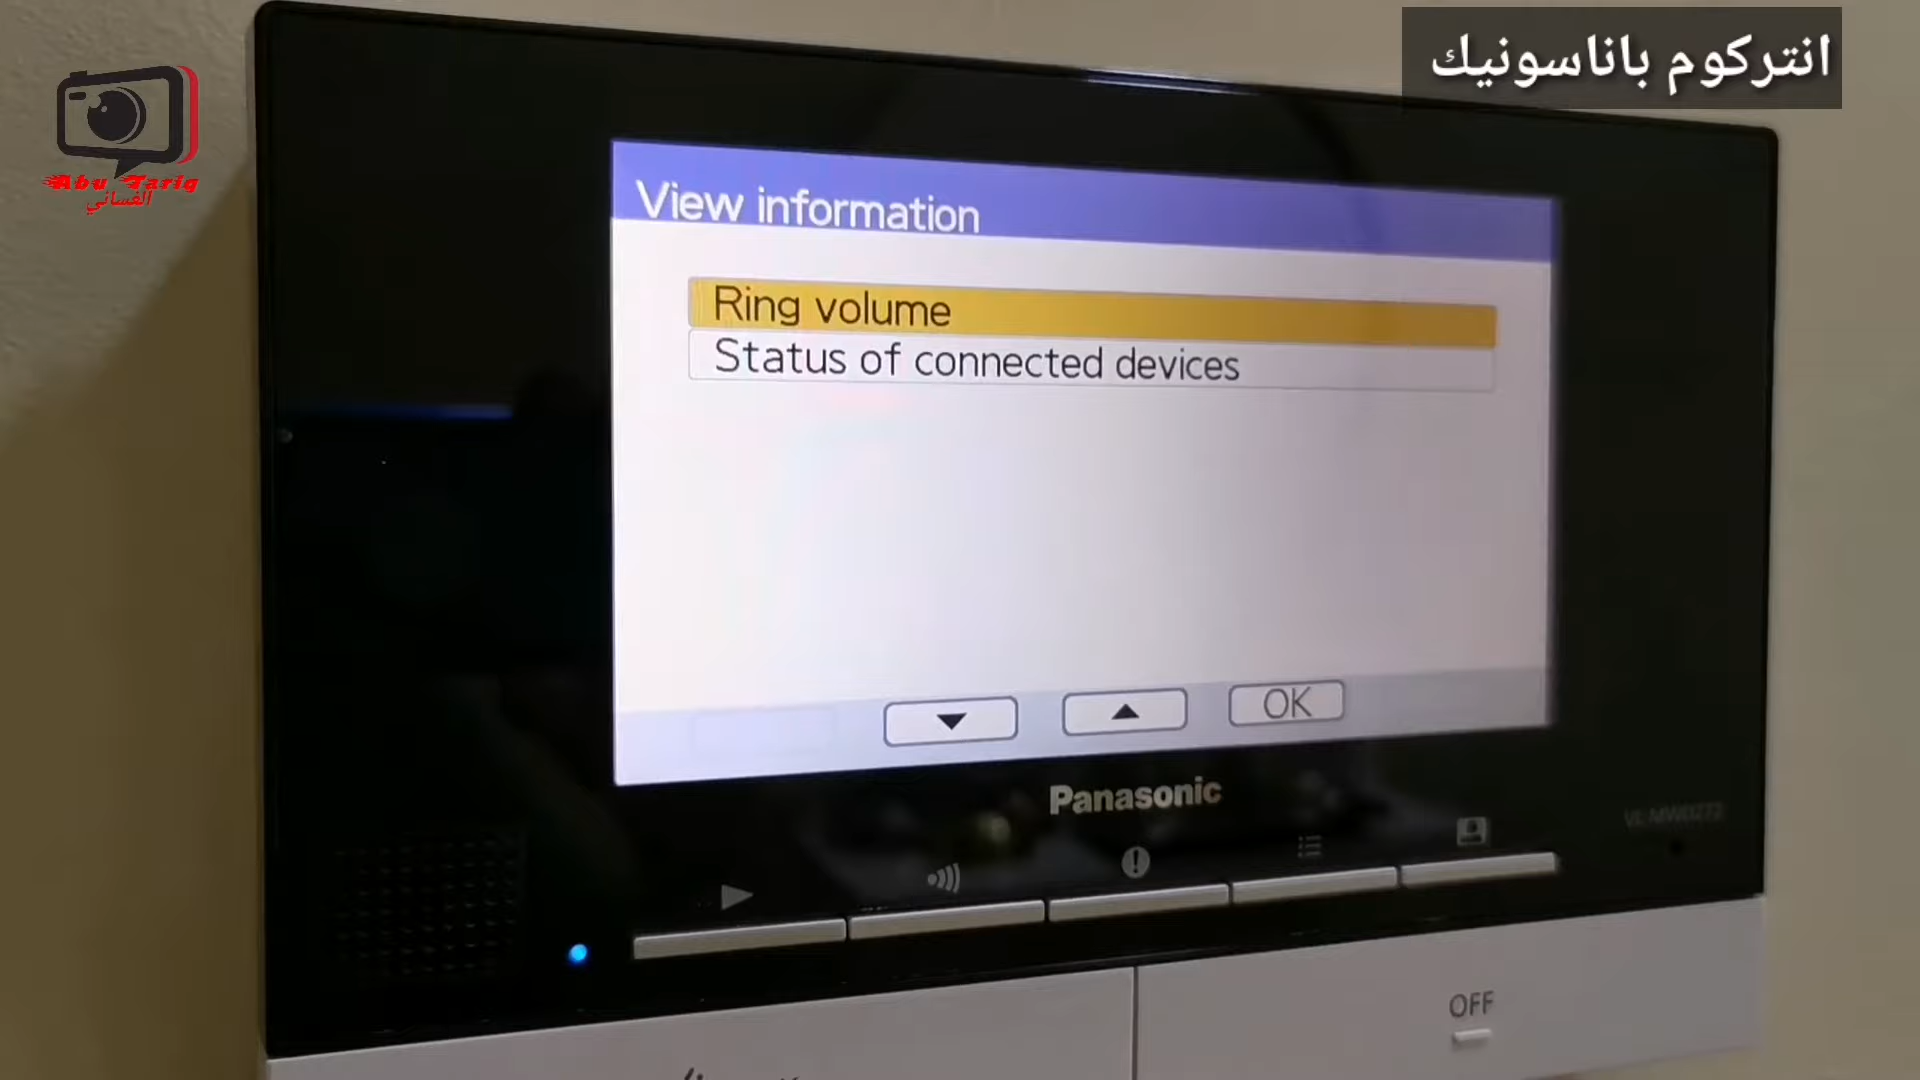 انتركوم باناسونيك
Abu Tariq
الغساني
View information
Ring volume
Status of connected devices
OK
Panasonic
OFF